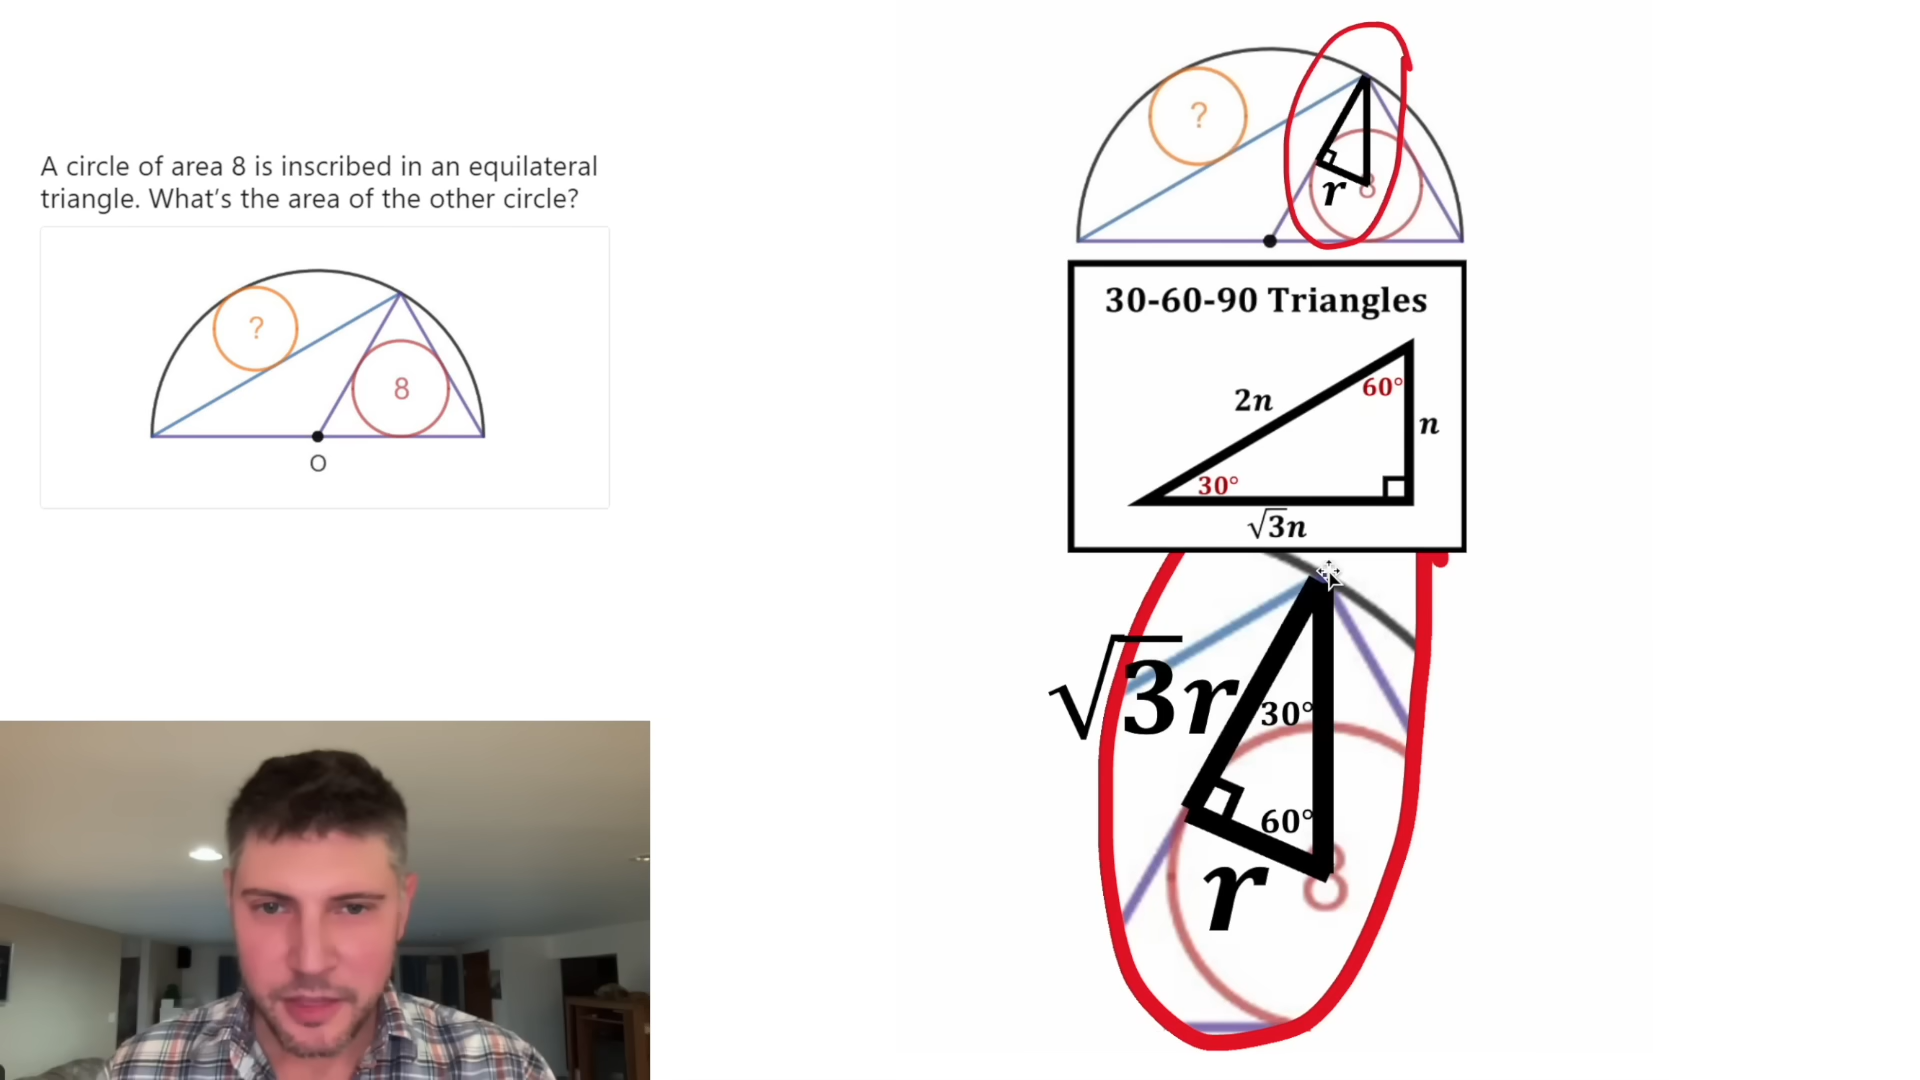 A circle of area 8 is inscribed in an equilateral
triangle. What's the area of the other circle?
?
8
O
?
r
8
30-60-90 Triangles
2n
60°
n
30°
√3n
√3r
30°
60°
r
8